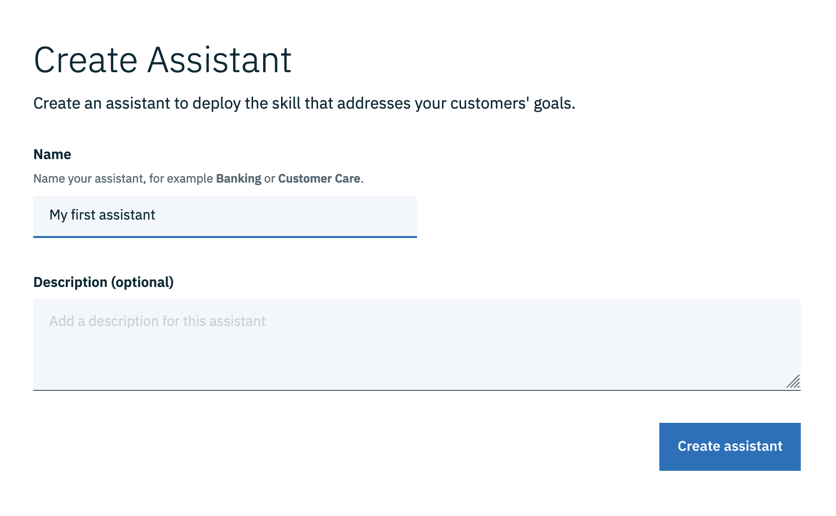 Create Assistant
Create an assistant to deploy the skill that addresses your customers' goals.
Name
Name your assistant, for example Banking or Customer Care.
My first assistant
Description (optional)
Add a description for this assistant
Create assistant